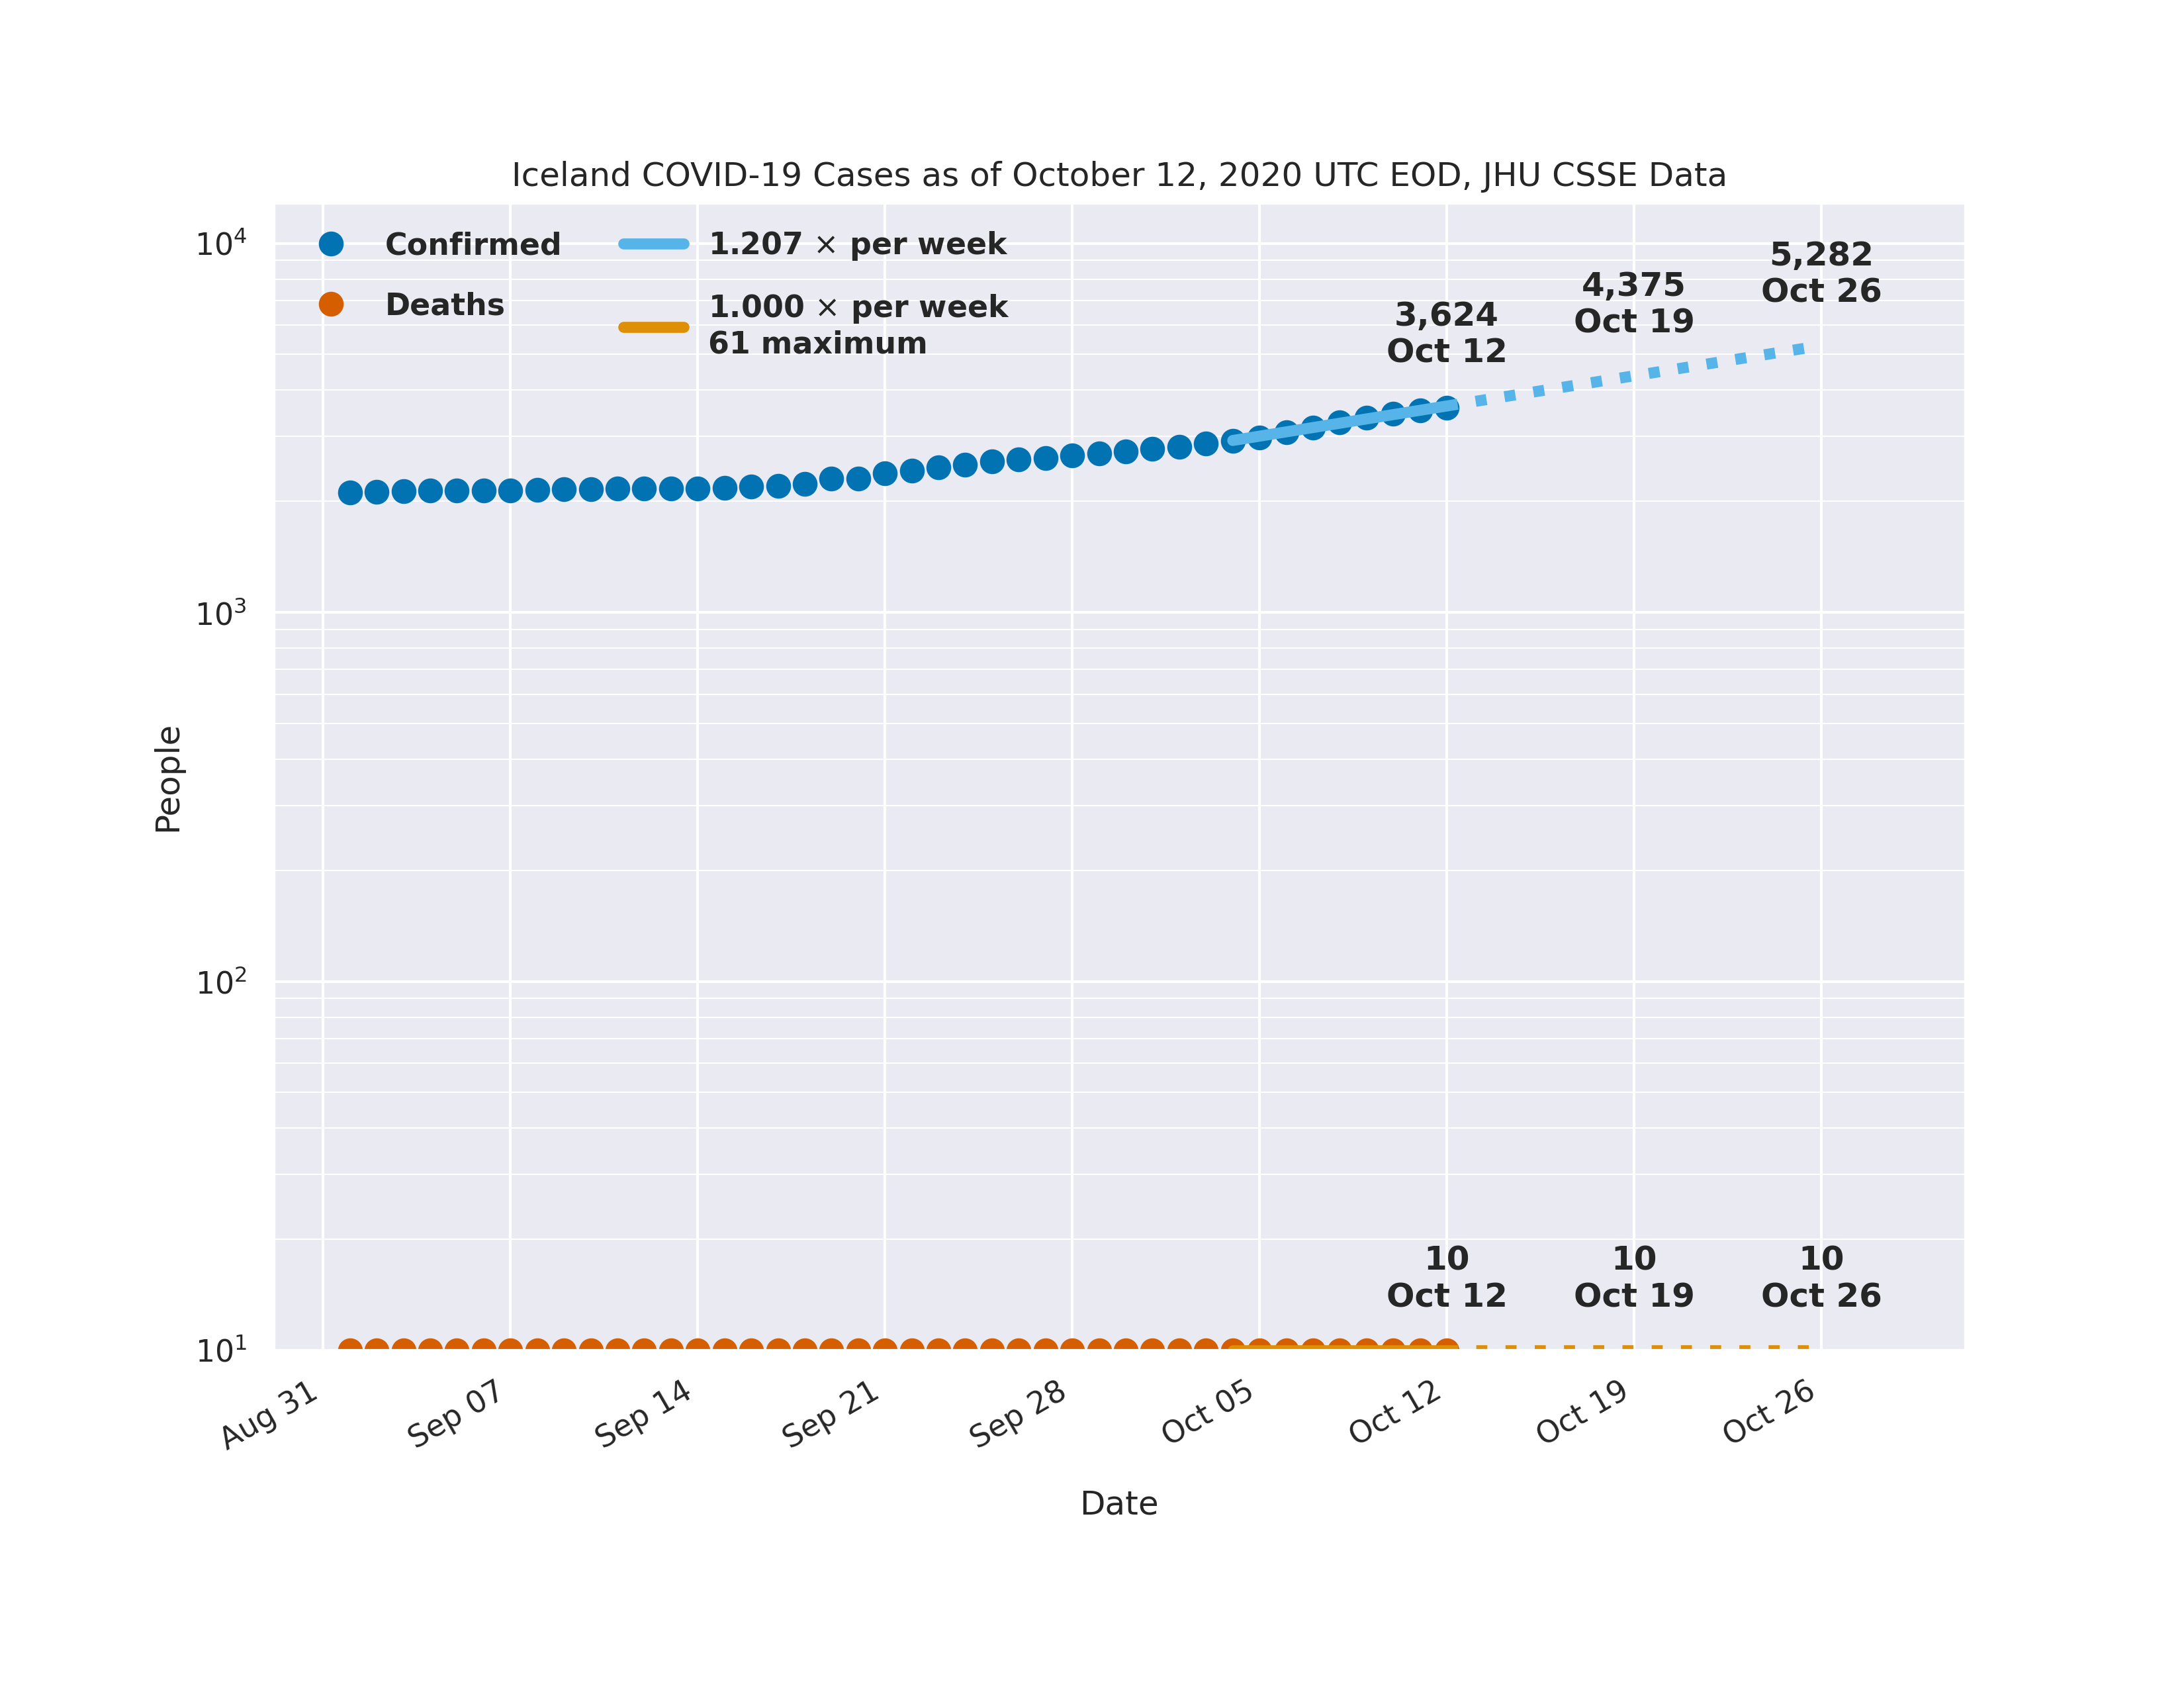 Iceland COVID-19 Cases as of October 12, 2020 UTC EOD, JHU CSSE Data
Confirmed
Deaths
1.207 × per week
1.000 × per week
61 maximum
3,624
Oct 12
4,375
Oct 19
5,282
Oct 26
10⁴
10³
10²
10¹
People
10
Oct 12
10
Oct 19
10
Oct 26
Aug 31
Sep 07
Sep 14
Sep 21
Sep 28
Oct 05
Oct 12
Oct 19
Oct 26
Date